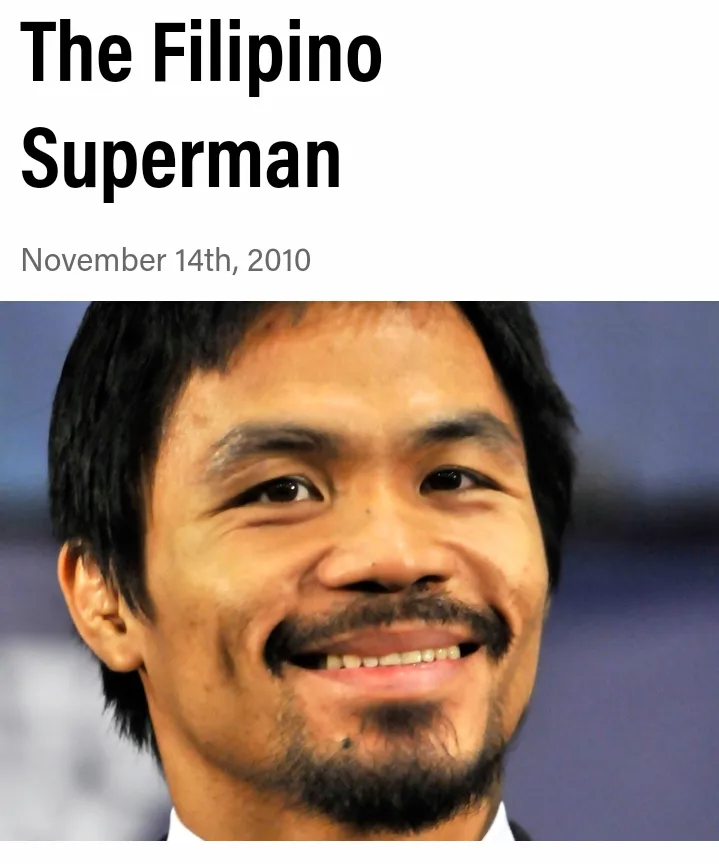 The Filipino
Superman
November 14th, 2010